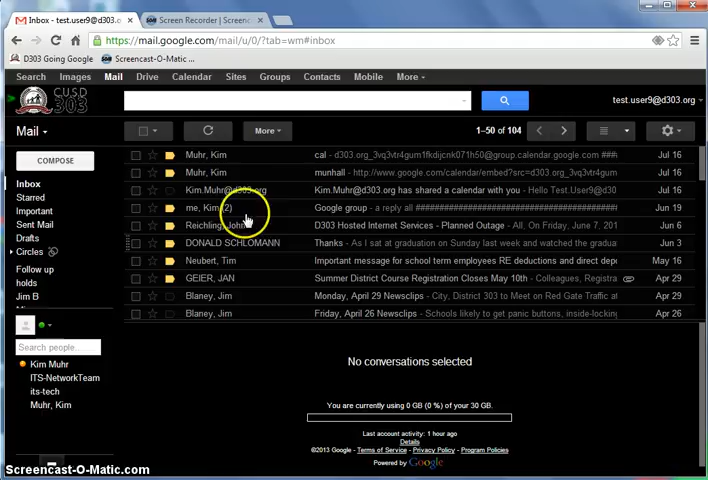 Inbox - test.user9@d303.o
Screen Recorder | Screenc
https://mail.google.com/mail/u/0/?tab=wm#inbox
D303 Going Google
Screencast-O-Matic ...
Search Images Mail Drive Calendar Sites Groups Contacts Mobile More
CUSD 303
test.user9@d303.org
Mail
More
1–50 of 104
COMPOSE
Inbox
Starred
Important
Sent Mail
Drafts
Circles
Follow up
holds
Jim B
Muhr, Kim cal - d303.org_3vq3vtr4gum1fkdijcnk071h50@group.calendar.google.com Jul 16
Muhr, Kim munhall - http://www.google.com/calendar/embed?src=d303.org_3vq3vtr4gum Jul 16
Kim.Muhr@d303.org Kim.Muhr@d303.org has shared a calendar with you - Hello Test.User9@d3 Jul 16
me, Kim (2) Google group - a reply all Jun 19
Reichling, John D303 Hosted Internet Services - Planned Outage - All, On Friday, June 7, 201 Jun 6
DONALD SCHLOMANN Thanks - As I sat at graduation on Sunday last week and watched the gradua Jun 3
Neubert, Tim Important message for school term employees RE deductions and direct depo May 16
GEIER, JAN Summer District Course Registration Closes May 10th - Colleagues, Registra Apr 29
Blaney, Jim Monday, April 29 Newsclips - City, District 303 to Meet on Red Gate Traffic at Apr 29
Blaney, Jim Friday, April 26 Newsclips - Schools likely to get panic buttons, inside-locking Apr 26
Search people...
Kim Muhr
ITS-NetworkTeam
its-tech
Muhr, Kim
No conversations selected
You are currently using 0 GB (0 %) of your 30 GB.
Last account activity: 1 hour ago
Details
©2013 Google - Terms of Service - Privacy Policy - Program Policies
Powered by Google
Screencast-O-Matic.com